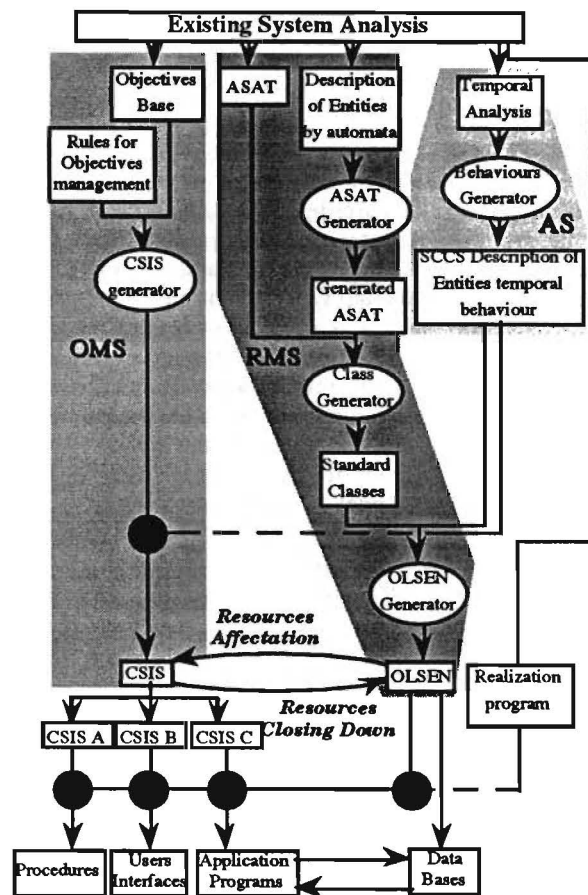 Existing System Analysis
Objectives
Base
ASAT
Description
of Entities
by automata
Temporal
Analysis
Rules for
Objectives
management
ASAT
Generator
Behaviours
Generator
AS
CSIS
generator
Generated
ASAT
SCCS Description of
Entities temporal
behaviour
OMS
RMS
Class
Generator
Standard
Classes
OLSEN
Generator
Resources
Affectation
CSIS
OLSEN
Realization
program
Resources
Closing Down
CSIS A
CSIS B
CSIS C
Procedures
Users
Interfaces
Application
Programs
Data
Bases